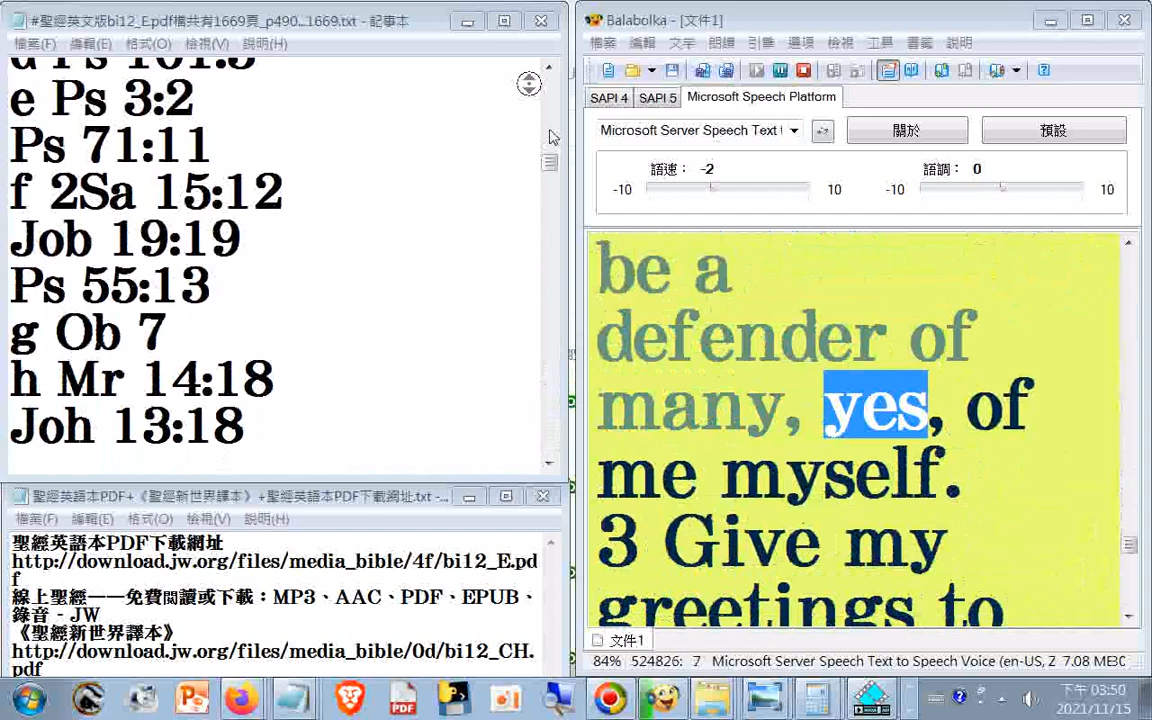 #聖經英文版bi12_E.pdf檔共有1669頁_p490...1669.txt - 記事本
檔案(F) 編輯(E) 格式(O) 檢視(V) 說明(H)
d Ps 101:5
e Ps 3:2
Ps 71:11
f 2Sa 15:12
Job 19:19
Ps 55:13
g Ob 7
h Mr 14:18
Joh 13:18
聖經英語本PDF+《聖經新世界譯本》+聖經英語本PDF下載網址.txt -...
檔案(F) 編輯(E) 格式(O) 檢視(V) 說明(H)
聖經英語本PDF下載網址
http://download.jw.org/files/media_bible/4f/bi12_E.pd
f
線上聖經——免費閱讀或下載：MP3、AAC、PDF、EPUB、
錄音 - JW
《聖經新世界譯本》
http://download.jw.org/files/media_bible/0d/bi12_CH.
pdf
Balabolka - [文件1]
檔案 編輯 文字 朗讀 引擎 選項 檢視 工具 書籤 說明
SAPI 4 SAPI 5 Microsoft Speech Platform
Microsoft Server Speech Text 關於 預設
語速： -2 語調： 0
-10 10 -10 10
be a
defender of
many, yes, of
me myself.
3 Give my
greetings to
文件1
84% 524826: 7 Microsoft Server Speech Text to Speech Voice (en-US, Z 7.08 MB
下午 03:50
2021/11/15